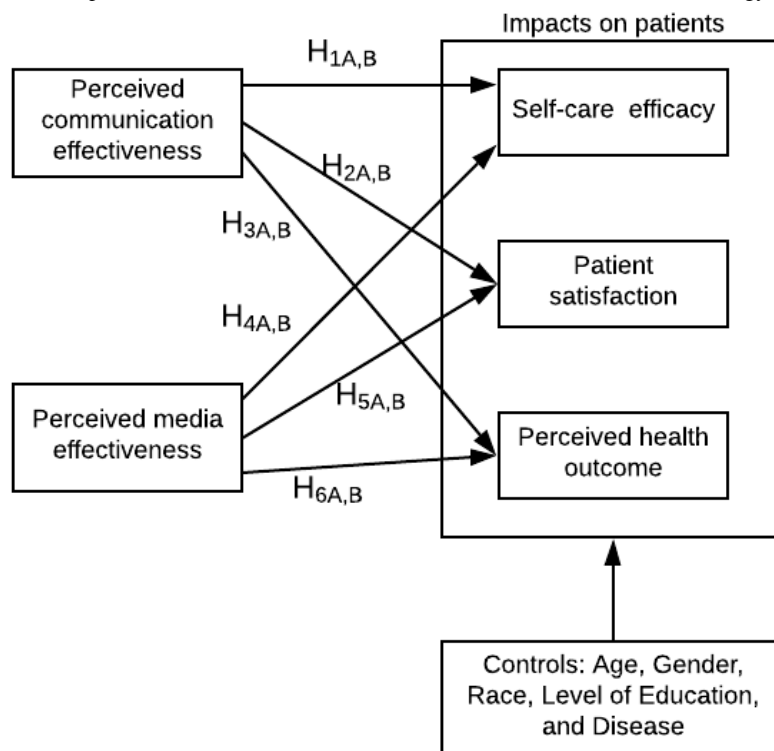 Impacts on patients
H1A,B
Perceived
communication
effectiveness
Self-care efficacy
H2A,B
H3A,B
Patient
satisfaction
H4A,B
H5A,B
Perceived media
effectiveness
Perceived health
outcome
H6A,B
Controls: Age, Gender,
Race, Level of Education,
and Disease